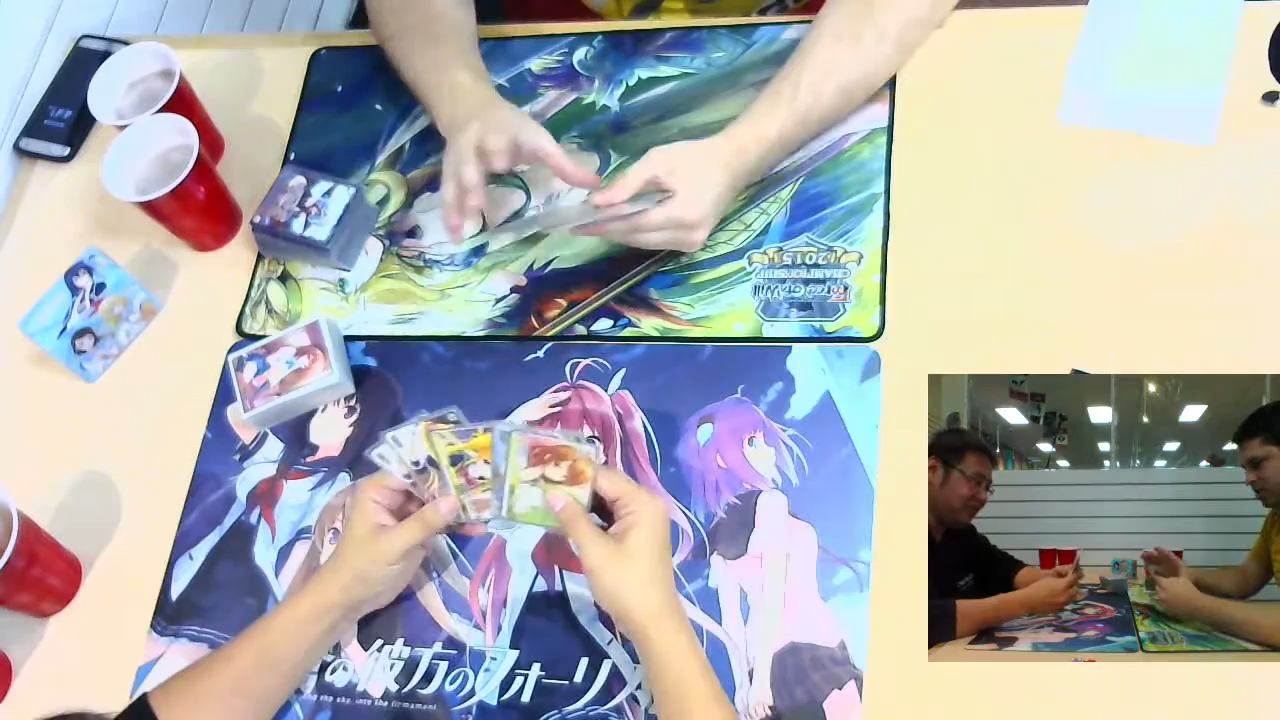 2015
CHAMPIONSHIP
Force of Will
の彼方のフォーリ
the sky, into the firmament